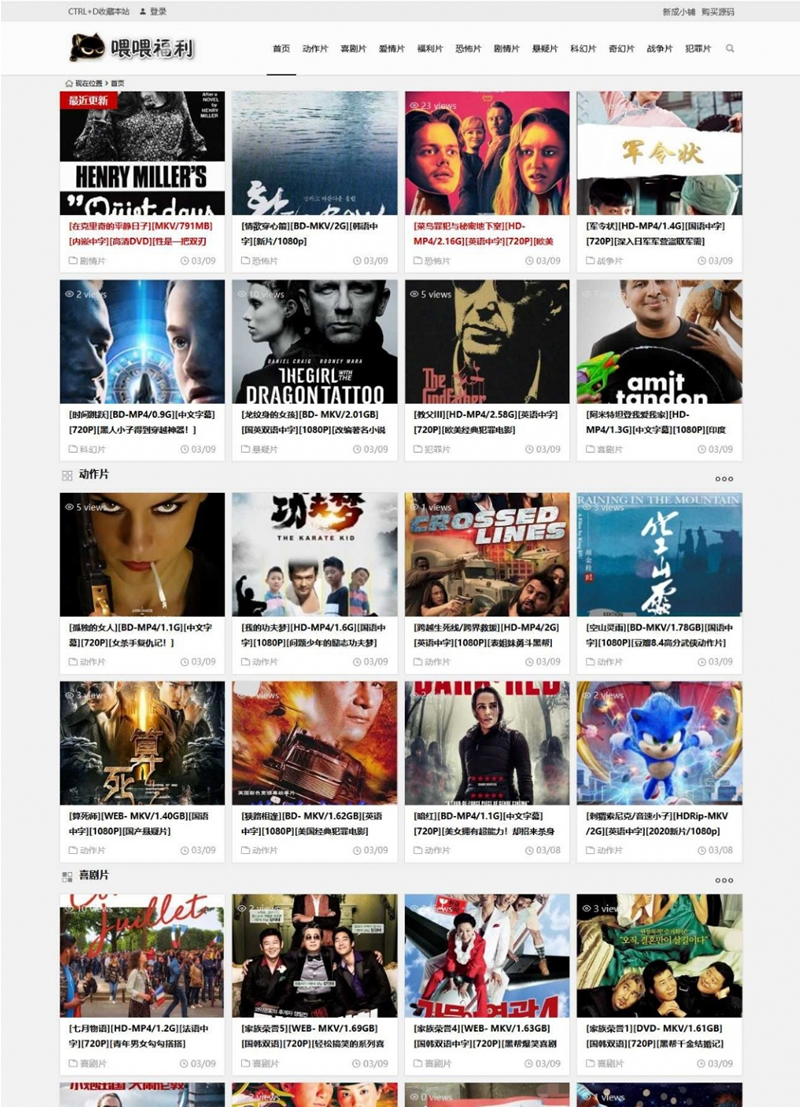 CTRL+D收藏本站 登录 新成小铺 购买源码
喂喂福利
首页 动作片 喜剧片 爱情片 福利片 恐怖片 剧情片 悬疑片 科幻片 奇幻片 战争片 犯罪片
现在位置 > 首页
最近更新
After a
NOVEL
by
HENRY
MILLER
HENRY MILLER'S
"Quiet days
23 views
军令状
[在克里奇的平静日子][MKV/791MB]
[内嵌中字][高清DVD][性是一把双刃
剧情片 03/09
[情歌穿心箭][BD-MKV/2G][韩语中
字][新片/1080p]
恐怖片 03/09
[菜鸟罪犯与秘密地下室][HD-
MP4/2.16G][英语中字][720P][欧美
恐怖片 03/09
[军令状][HD-MP4/1.4G][国语中字]
[720P][深入日军军营盗取军需]
战争片 03/09
2 views
10 views
DANIEL CRAIG ROONEY MARA
THE GIRL WITH THE
DRAGON TATTOO
5 views
The
Godfather
amit
tandon
[时间跳跃][BD-MP4/0.9G][中文字幕]
[720P][黑人小子得到穿越神器！]
科幻片 03/09
[龙纹身的女孩][BD- MKV/2.01GB]
[国英双语中字][1080P][改编著名小说
悬疑片 03/09
[教父III][HD-MP4/2.58G][英语中字]
[720P][欧美经典犯罪电影]
犯罪片 03/09
[阿米特坦登我爱我家][HD-
MP4/1.3G][中文字幕][1080P][印度
喜剧片 03/09
动作片
5 views
功夫梦
THE KARATE KID
1 views
CROSSED
LINES
RAINING IN THE MOUNTAIN
3 views
空山靈
[孤独的女人][BD-MP4/1.1G][中文字
幕][720P][女杀手复仇记！]
动作片 03/09
[我的功夫梦][HD-MP4/1.6G][国语中
字][1080P][问题少年的励志功夫梦]
动作片 03/09
[跨越生死线/跨界救援][HD-MP4/2G]
[英语中字][1080P][表姐妹勇斗黑帮]
动作片 03/09
[空山灵雨][BD-MKV/1.78GB][国语中
字][1080P][豆瓣8.4高分武侠动作片]
动作片 03/09
3 views
算死
views
DARK RED
2 views
[算死师][WEB- MKV/1.40GB][国语
中字][1080P][国产悬疑片]
动作片 03/09
[狭路相逢][BD- MKV/1.62GB][英语
中字][1080P][美国经典犯罪电影]
动作片 03/09
[暗红][BD-MP4/1.1G][中文字幕]
[720P][美女拥有超能力！却招来杀身
动作片 03/08
[刺猬索尼克/音速小子][HDRip-MKV
/2G][英语中字][2020新片/1080p]
动作片 03/08
喜剧片
10 views
juillet
2 views
3 views
[七月物语][HD-MP4/1.2G][法语中
字][720P][青年男女勾勾搭搭]
喜剧片 03/09
[家族荣誉5][WEB- MKV/1.69GB]
[国韩双语][720P][轻松搞笑的系列喜
喜剧片 03/09
[家族荣誉4][WEB- MKV/1.63GB]
[国韩双语中字][720P][黑帮爆笑喜剧
喜剧片 03/09
[家族荣誉1][DVD- MKV/1.61GB]
[国韩双语][720P][黑帮千金结婚记]
喜剧片 03/09
2 views
0 views
1 views